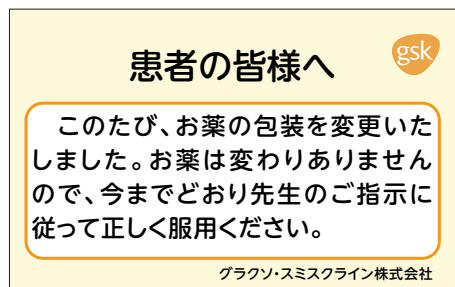 患者の皆様へ
gsk
このたび、お薬の包装を変更いた
しました。お薬は変わりありません
ので、今までどおり先生のご指示に
従って正しく服用ください。
グラクソ・スミスクライン株式会社